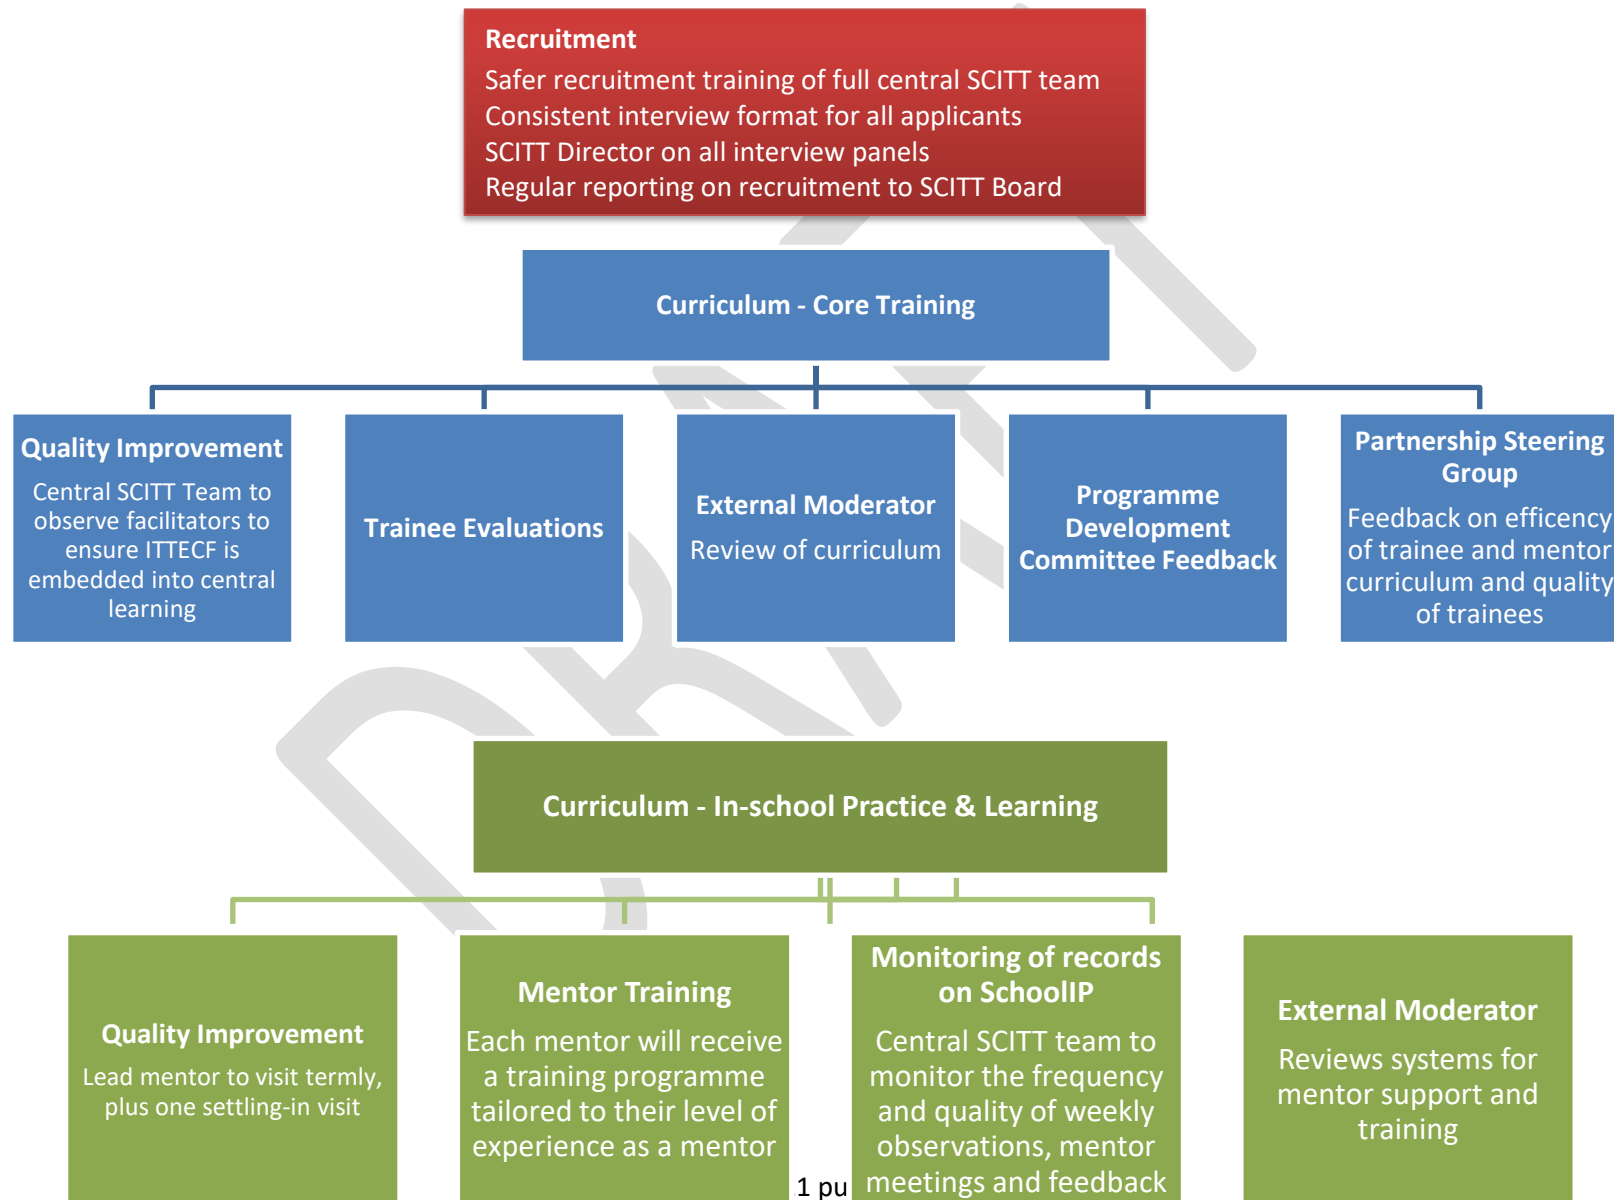 Recruitment
Safer recruitment training of full central SCITT team
Consistent interview format for all applicants
SCITT Director on all interview panels
Regular reporting on recruitment to SCITT Board
Curriculum - Core Training
Quality Improvement
Central SCITT Team to
observe facilitators to
ensure ITTECF is
embedded into central
learning
Trainee Evaluations
External Moderator
Review of curriculum
Programme
Development
Committee Feedback
Partnership Steering
Group
Feedback on efficency
of trainee and mentor
curriculum and quality
of trainees
Curriculum - In-school Practice & Learning
Quality Improvement
Lead mentor to visit termly,
plus one settling-in visit
Mentor Training
Each mentor will receive
a training programme
tailored to their level of
experience as a mentor
Monitoring of records
on SchoolIP
Central SCITT team to
monitor the frequency
and quality of weekly
observations, mentor
meetings and feedback
External Moderator
Reviews systems for
mentor support and
training
1 pu
DRAFT